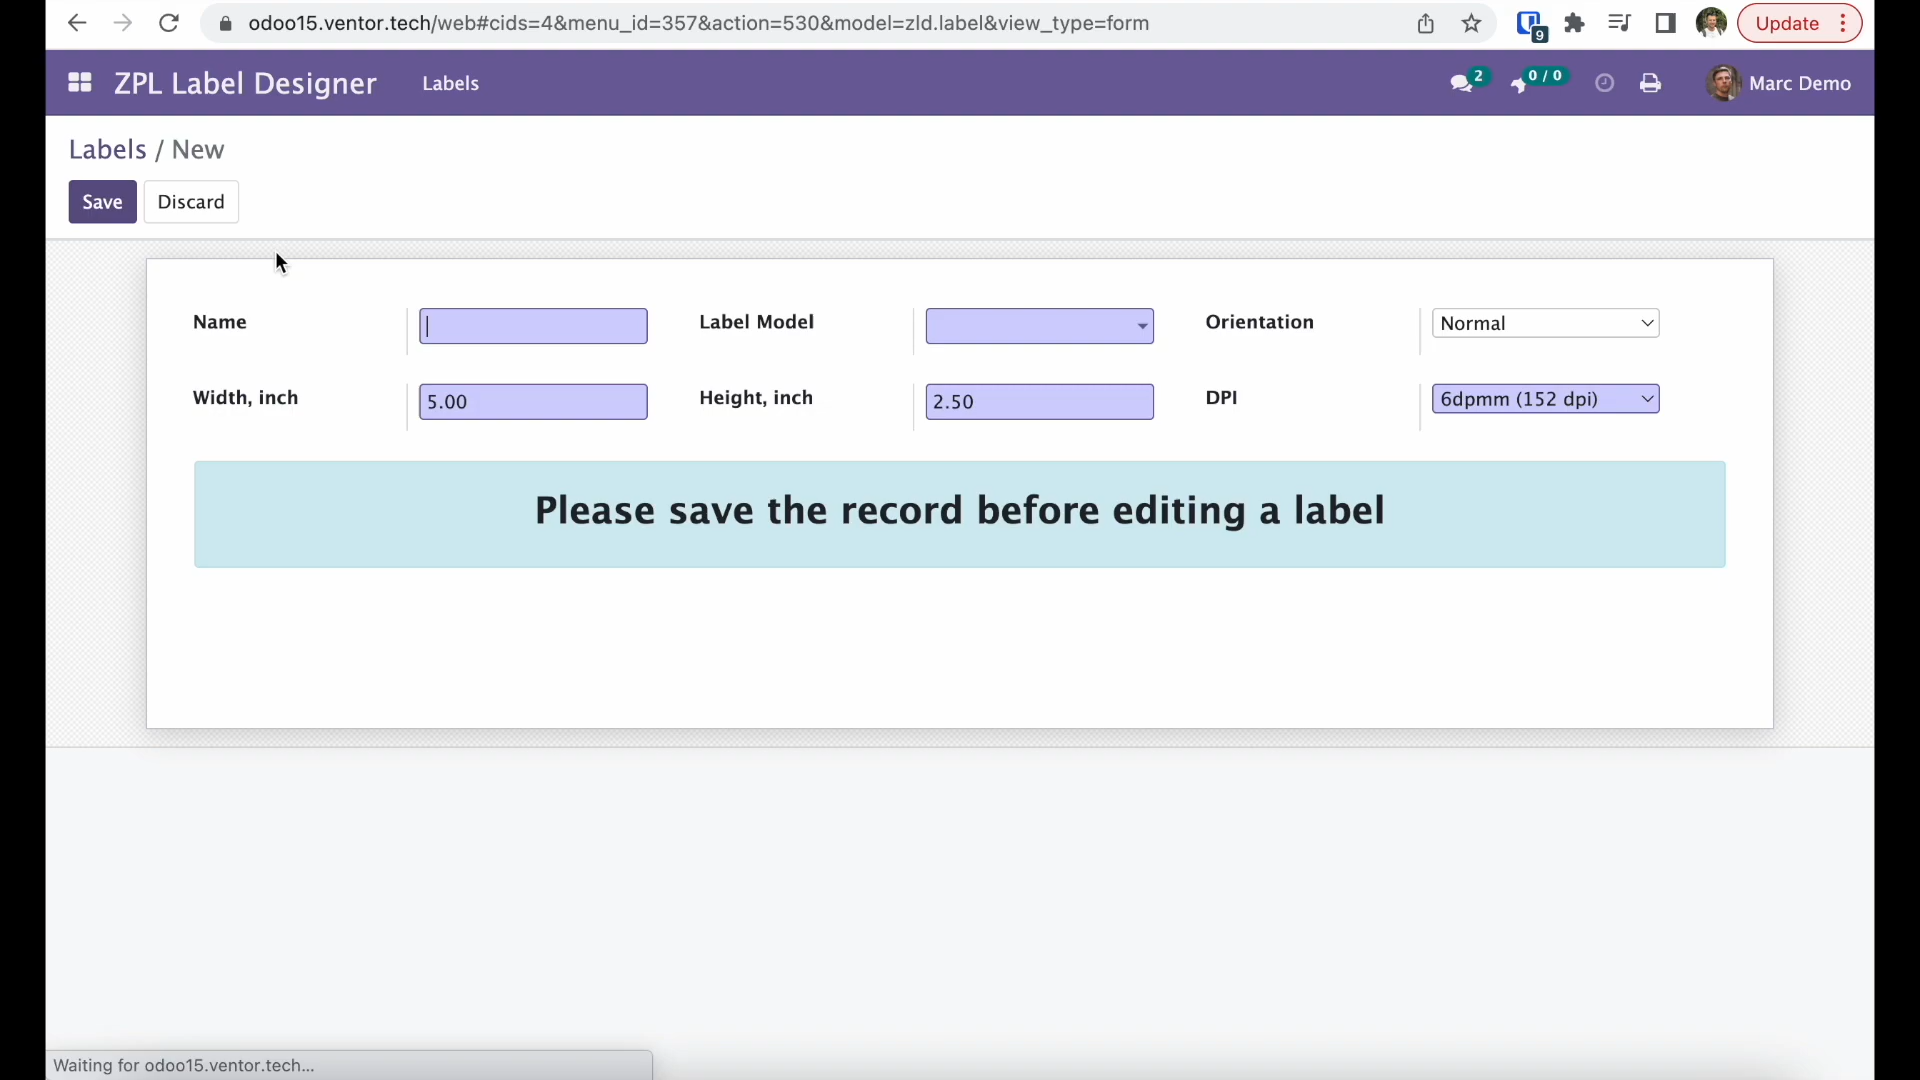 odoo15.ventor.tech/web#cids=4&menu_id=357&action=530&model=zld.label&view_type=form
9
Update
ZPL Label Designer
Labels
2
0 / 0
Marc Demo
Labels / New
Save
Discard
Name
Label Model
Orientation
Normal
Width, inch
5.00
Height, inch
2.50
DPI
6dpmm (152 dpi)
Please save the record before editing a label
Waiting for odoo15.ventor.tech...